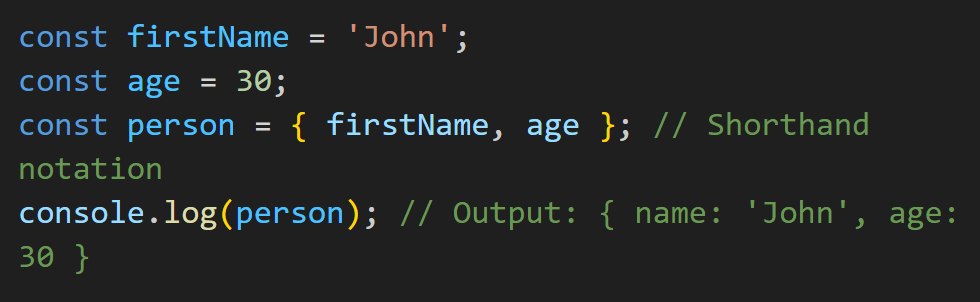 const firstName = 'John';
const age = 30;
const person = { firstName, age }; // Shorthand
notation
console.log(person); // Output: { name: 'John', age:
30 }